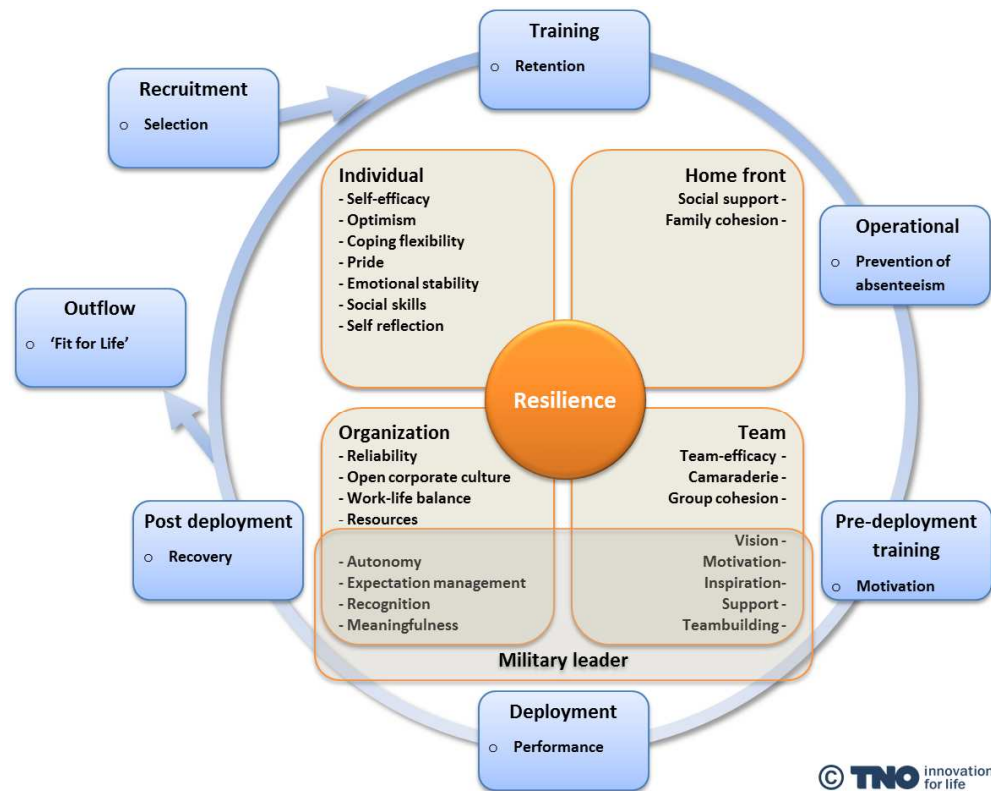 Training
o Retention
Recruitment
o Selection
Individual
- Self-efficacy
- Optimism
- Coping flexibility
- Pride
- Emotional stability
- Social skills
- Self reflection
Home front
Social support -
Family cohesion -
Operational
o Prevention of
absenteeism
Outflow
o ‘Fit for Life’
Resilience
Organization
- Reliability
- Open corporate culture
- Work-life balance
- Resources
- Autonomy
- Expectation management
- Recognition
- Meaningfulness
Team
Team-efficacy -
Camaraderie -
Group cohesion -
Vision -
Motivation-
Inspiration-
Support -
Teambuilding -
Military leader
Post deployment
o Recovery
Pre-deployment
training
o Motivation
Deployment
o Performance
© TNO innovation
for life